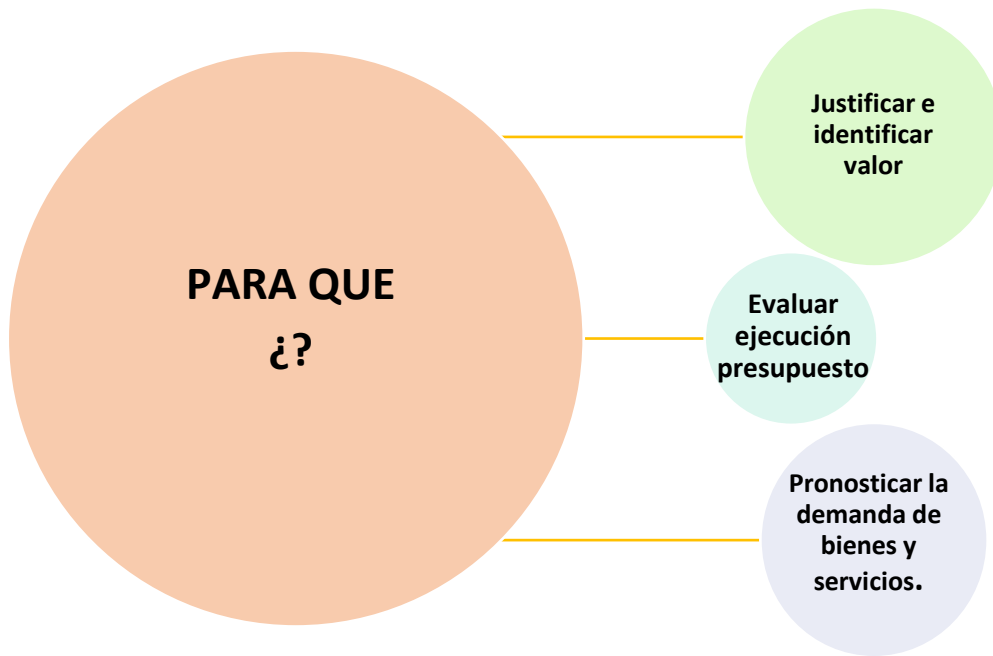 PARA QUE
¿?
Justificar e
identificar
valor
Evaluar
ejecución
presupuesto
Pronosticar la
demanda de
bienes y
servicios.